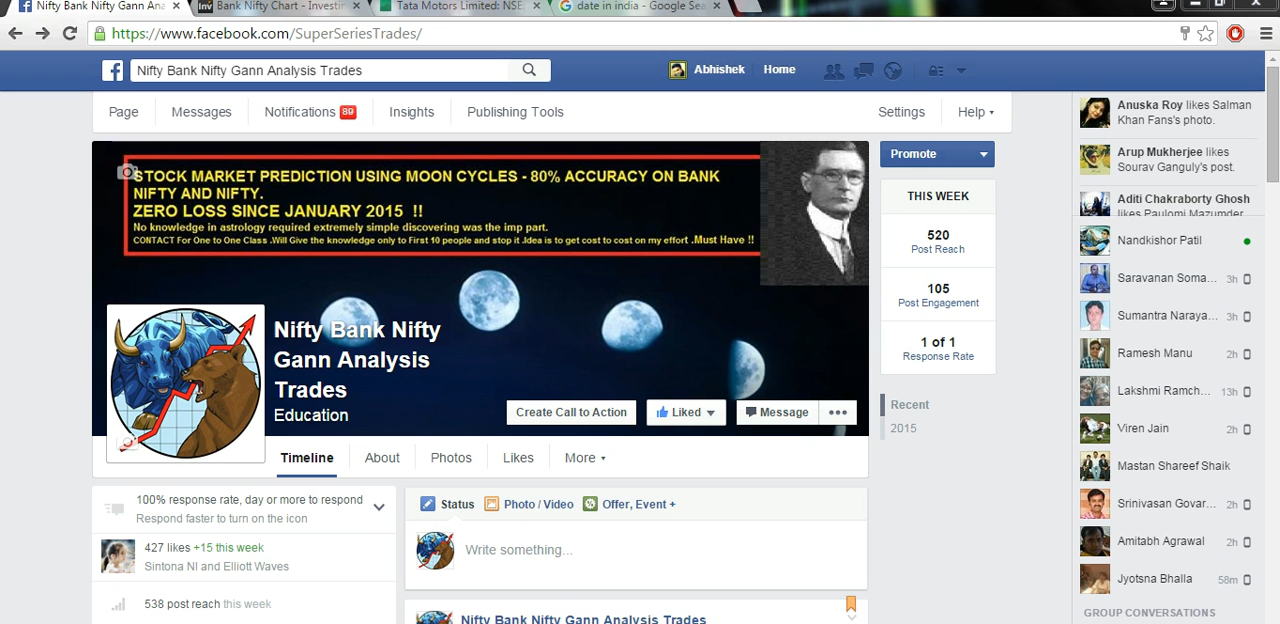 Nifty Bank Nifty Gann Ana
Bank Nifty Chart - Investin
Tata Motors Limited: NSE:
date in india - Google Sea
https://www.facebook.com/SuperSeriesTrades/
Nifty Bank Nifty Gann Analysis Trades
Abhishek
Home
Page
Messages
Notifications 89
Insights
Publishing Tools
Settings
Help
STOCK MARKET PREDICTION USING MOON CYCLES - 80% ACCURACY ON BANK
NIFTY AND NIFTY.
ZERO LOSS SINCE JANUARY 2015 !!
No knowledge in astrology required extremely simple discovering was the imp part.
CONTACT For One to One Class .Will Give the knowledge only to First 10 people and stop it .Idea is to get cost to cost on my effort .Must Have !!
Nifty Bank Nifty
Gann Analysis
Trades
Education
Create Call to Action
Liked
Message
Timeline
About
Photos
Likes
More
Promote
THIS WEEK
520
Post Reach
105
Post Engagement
1 of 1
Response Rate
Recent
2015
100% response rate, day or more to respond
Respond faster to turn on the icon
427 likes +15 this week
Sintona NI and Elliott Waves
538 post reach this week
Status
Photo / Video
Offer, Event +
Write something...
Nifty Bank Nifty Gann Analysis Trades
Anuska Roy likes Salman
Khan Fans's photo.
Arup Mukherjee likes
Sourav Ganguly's post.
Aditi Chakraborty Ghosh
likes Paulomi Mazumder
Nandkishor Patil
Saravanan Soma... 3h
Sumantra Naraya... 3h
Ramesh Manu 2h
Lakshmi Ramch... 13h
Viren Jain 2h
Mastan Shareef Shaik
Srinivasan Govar... 2h
Amitabh Agrawal 2h
Jyotsna Bhalla 58m
GROUP CONVERSATIONS